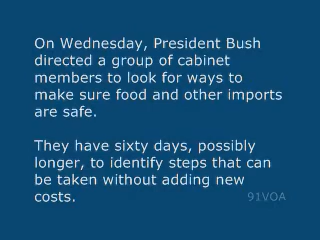 On Wednesday, President Bush
directed a group of cabinet
members to look for ways to
make sure food and other imports
are safe.
They have sixty days, possibly
longer, to identify steps that can
be taken without adding new
costs.
91VOA